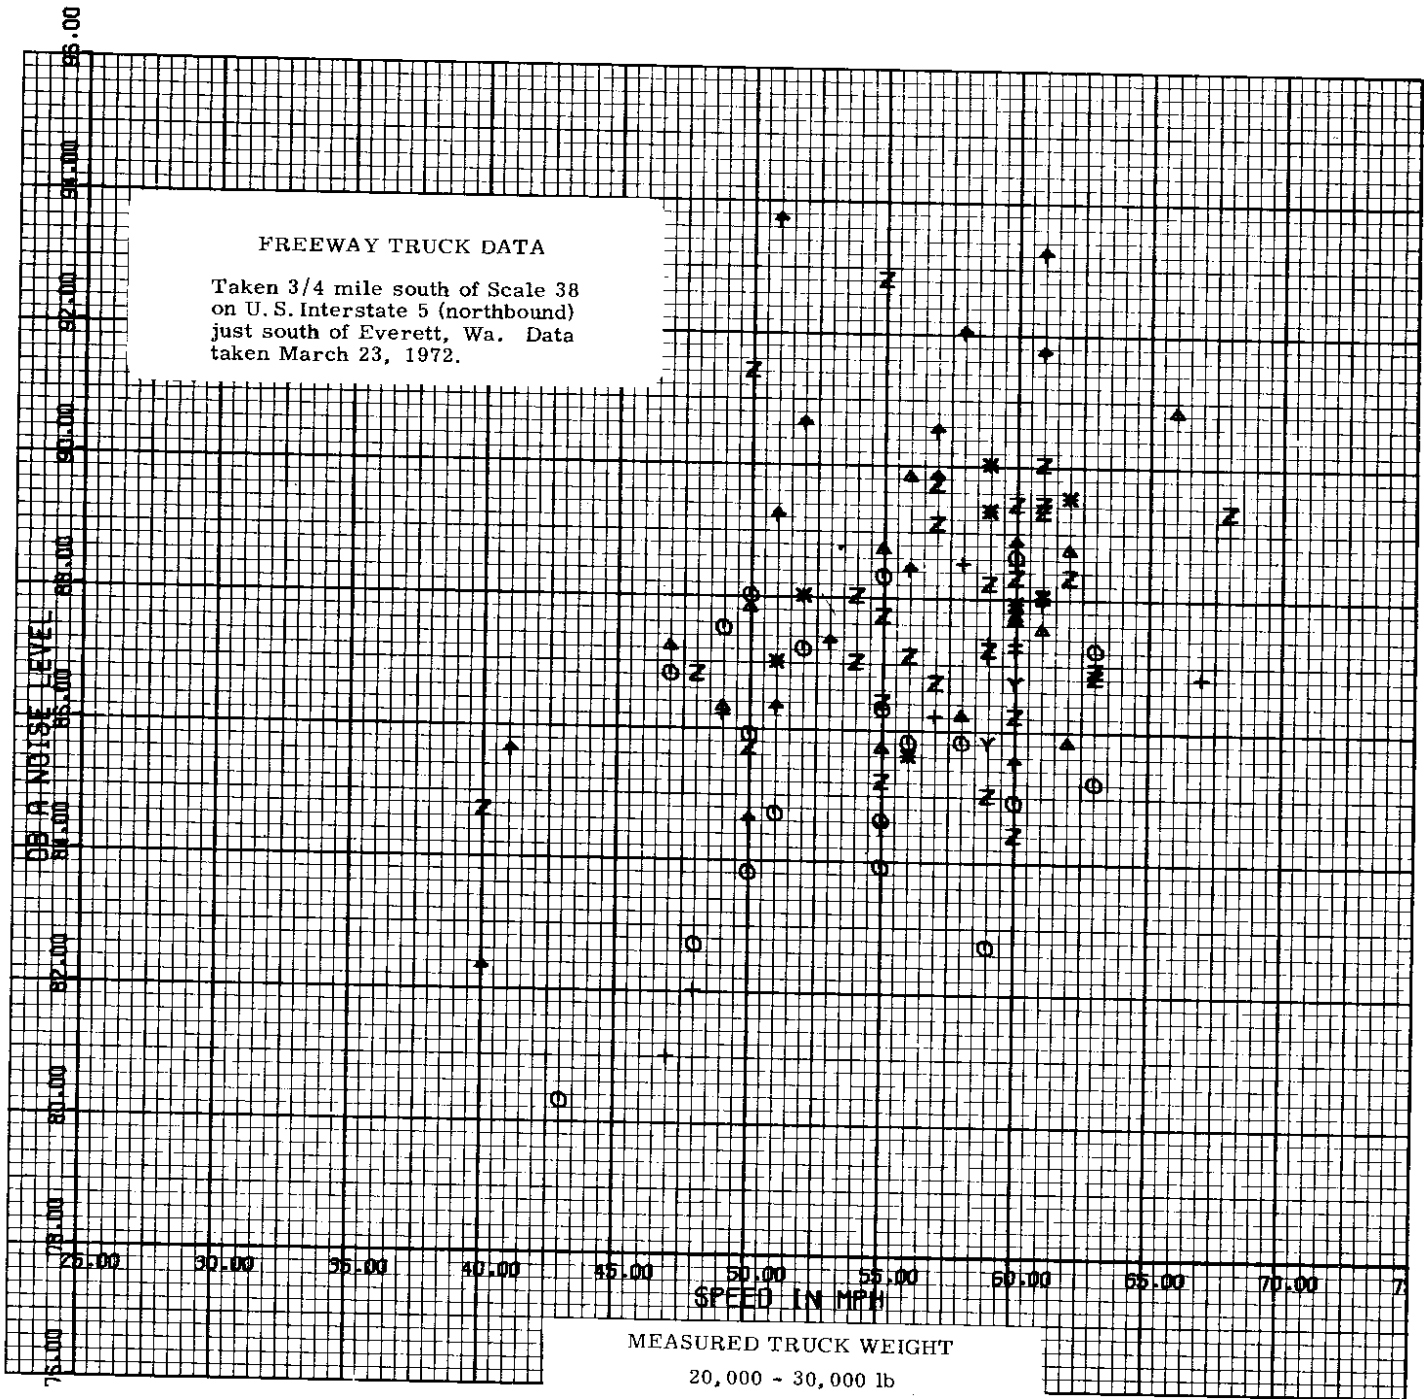 96.00
94.00
92.00
90.00
88.00
86.00
84.00
82.00
80.00
78.00
76.00
DB A NOISE LEVEL
FREEWAY TRUCK DATA
Taken 3/4 mile south of Scale 38
on U.S. Interstate 5 (northbound)
just south of Everett, Wa. Data
taken March 23, 1972.
25.00 30.00 35.00 40.00 45.00 50.00 55.00 60.00 65.00 70.00
SPEED IN MPH
MEASURED TRUCK WEIGHT
20,000 - 30,000 lb